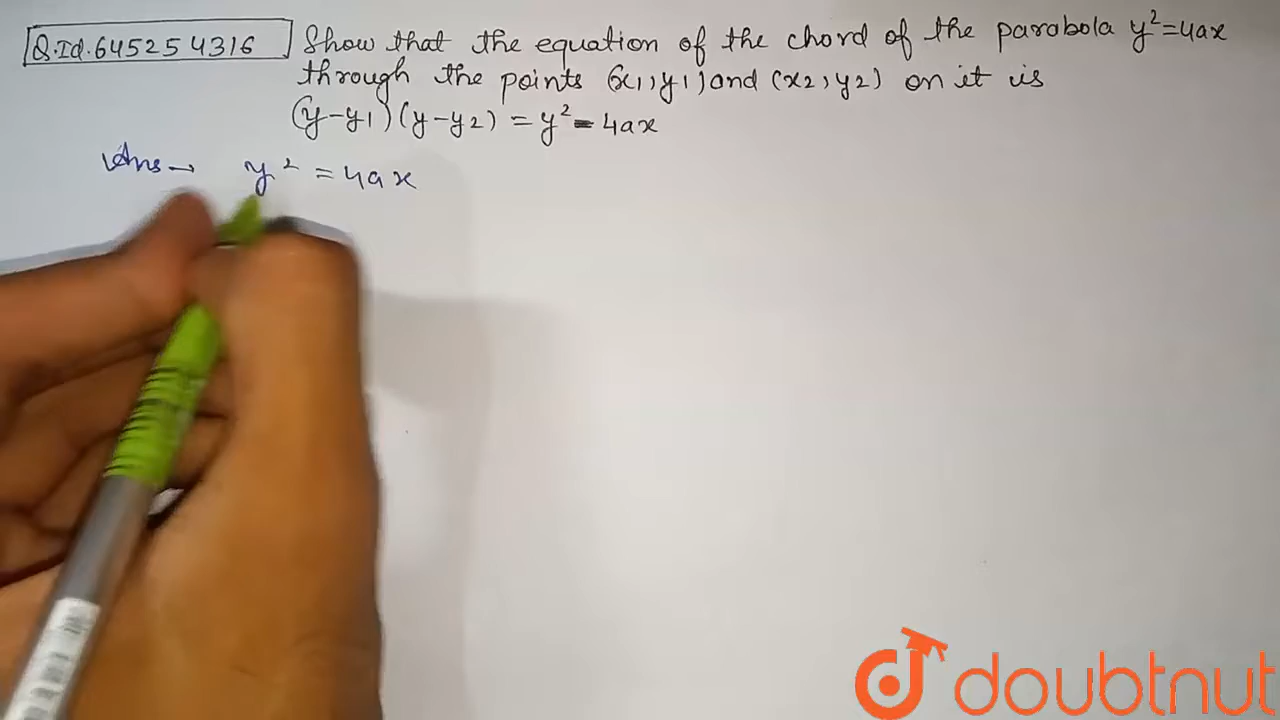 Q.Id.645254316
Show that the equation of the chord of the parabola y²=4ax
through the points (x1,y1) and (x2,y2) on it is
(y-y1)(y-y2) = y²-4ax
Ans→ y² = 4ax
doubtnut